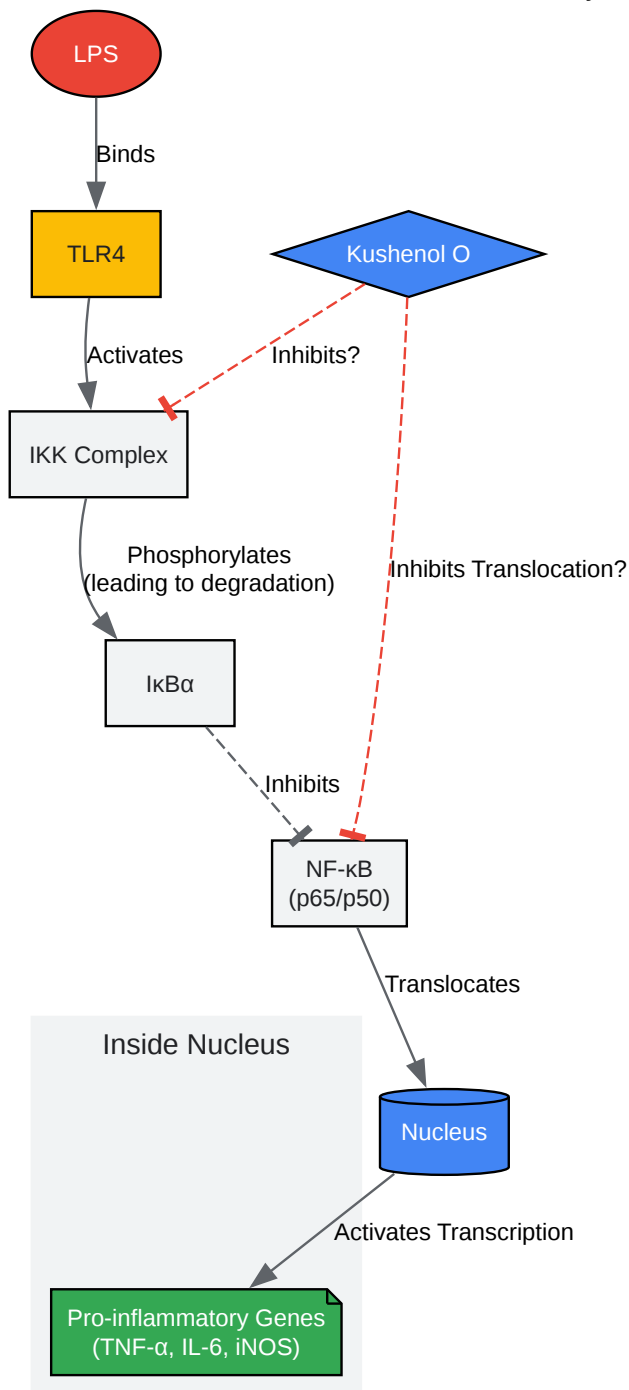 LPS
Binds
TLR4
Kushenol O
Activates
Inhibits?
IKK Complex
Phosphorylates
(leading to degradation)
Inhibits Translocation?
IκBα
Inhibits
NF-κB
(p65/p50)
Translocates
Inside Nucleus
Nucleus
Activates Transcription
Pro-inflammatory Genes
(TNF-α, IL-6, iNOS)